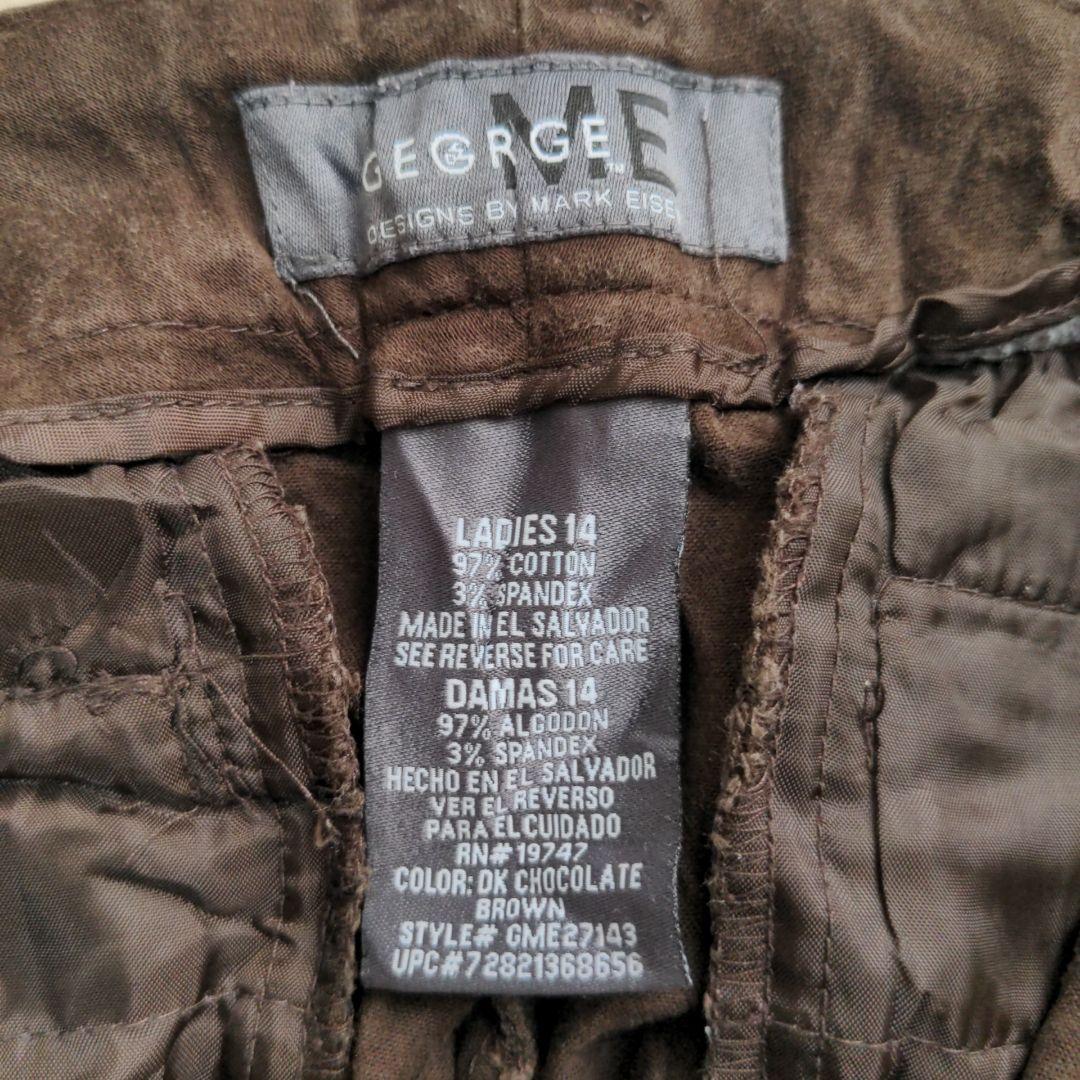 ME
GEORGE™
DESIGNS BY MARK EISEN
LADIES 14
97% COTTON
3% SPANDEX
MADE IN EL SALVADOR
SEE REVERSE FOR CARE
DAMAS 14
97% ALGODON
3% SPANDEX
HECHO EN EL SALVADOR
VER EL REVERSO
PARA EL CUIDADO
RN# 19747
COLOR: DK CHOCOLATE
BROWN
STYLE# GME27143
UPC#72821368656